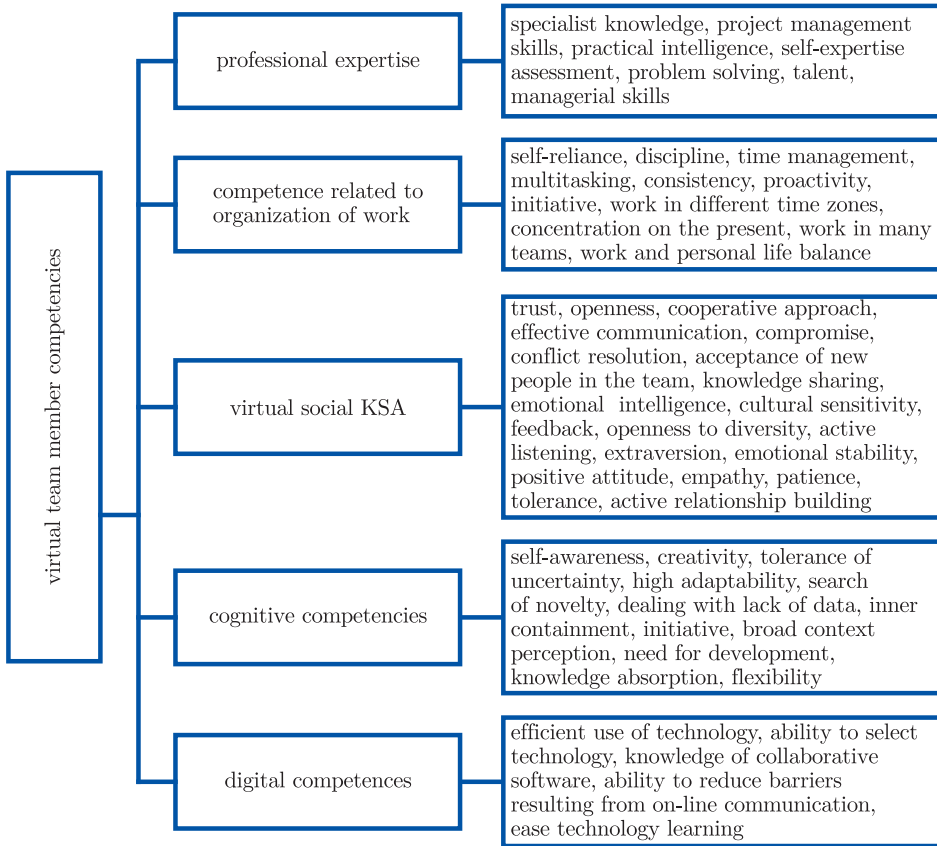 virtual team member competencies
professional expertise
specialist knowledge, project management
skills, practical intelligence, self-expertise
assessment, problem solving, talent,
managerial skills
competence related to
organization of work
self-reliance, discipline, time management,
multitasking, consistency, proactivity,
initiative, work in different time zones,
concentration on the present, work in many
teams, work and personal life balance
virtual social KSA
trust, openness, cooperative approach,
effective communication, compromise,
conflict resolution, acceptance of new
people in the team, knowledge sharing,
emotional intelligence, cultural sensitivity,
feedback, openness to diversity, active
listening, extraversion, emotional stability,
positive attitude, empathy, patience,
tolerance, active relationship building
cognitive competencies
self-awareness, creativity, tolerance of
uncertainty, high adaptability, search
of novelty, dealing with lack of data, inner
containment, initiative, broad context
perception, need for development,
knowledge absorption, flexibility
digital competences
efficient use of technology, ability to select
technology, knowledge of collaborative
software, ability to reduce barriers
resulting from on-line communication,
ease technology learning